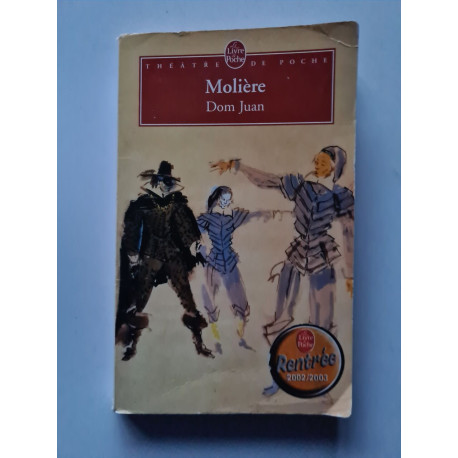 Le Livre
de
Poche
THÉÂTRE DE POCHE
Molière
Dom Juan
Le Livre
de
Poche
Rentrée
2002/2003